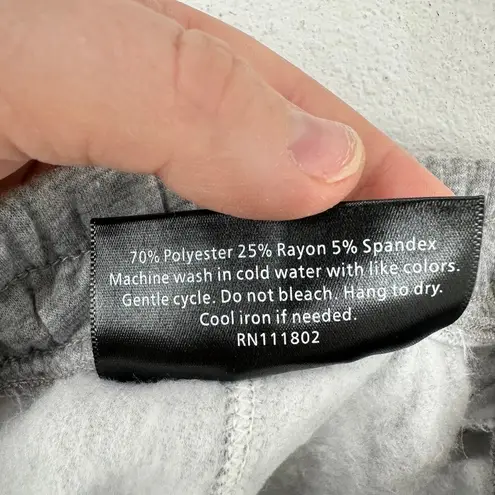 70% Polyester 25% Rayon 5% Spandex
Machine wash in cold water with like colors.
Gentle cycle. Do not bleach. Hang to dry.
Cool iron if needed.
RN111802